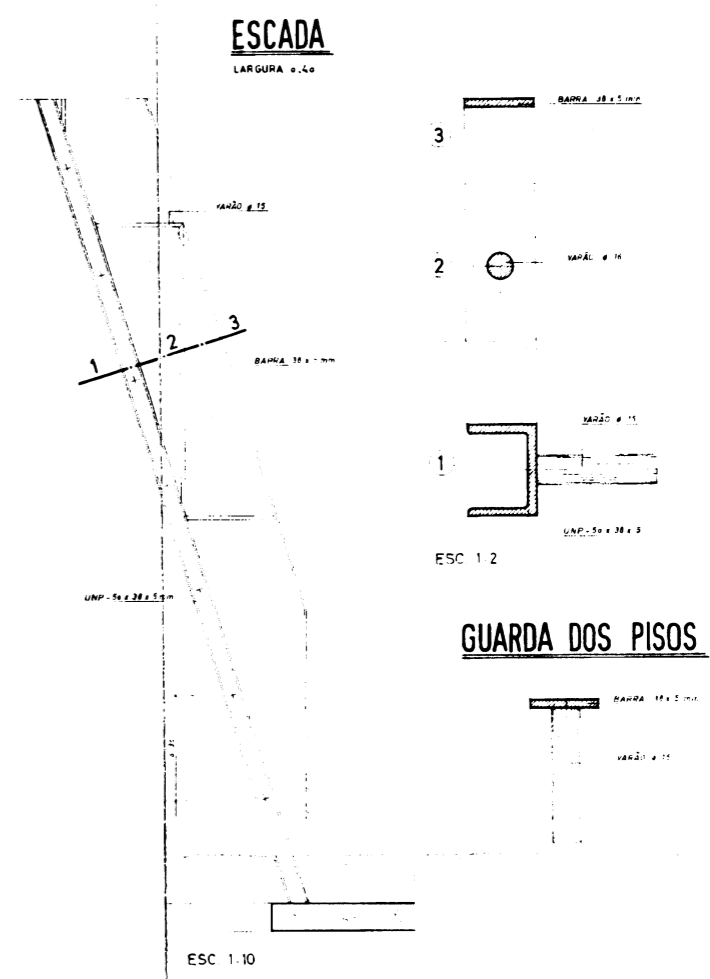 ESCADA
LARGURA 0.40
BARRA 38 x 5 mm
3
VARÃO ø 15
2
VARÃO ø 16
3
2
1
BARRA 38 x mm
VARÃO ø 15
1
UNP - 50 x 38 x 5
ESC 1.2
UNP - 50 x 38 x 5 mm
GUARDA DOS PISOS
BARRA 38 x 5 mm
VARÃO ø 15
ESC 1.10